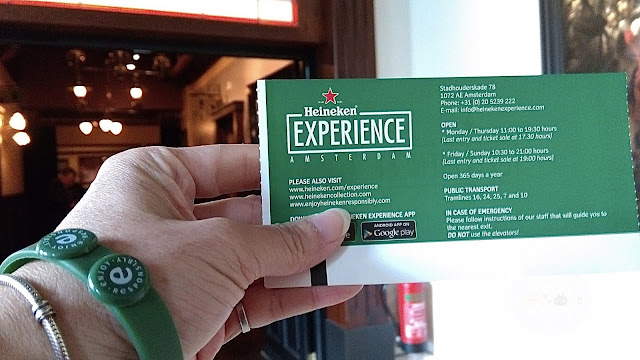 Heineken
EXPERIENCE
AMSTERDAM
PLEASE ALSO VISIT
www.heineken.com/experience
www.heinekencollection.com
www.enjoyheinekenresponsibly.com
EXPERIENCE APP
ANDROID APP ON
Google play
Stadhouderskade 78
1072 AE Amsterdam
Phone: +31 (0) 20 5239 222
E-mail: info@heinekenexperience.com
OPEN
* Monday / Thursday 11:00 to 19:30 hours
(Last entry and ticket sale at 17.30 hours)
* Friday / Sunday 10:30 to 21:00 hours
(Last entry and ticket sale at 19:00 hours)
Open 365 days a year
PUBLIC TRANSPORT
Tramlines 16, 24, 25, 7 and 10
IN CASE OF EMERGENCY
Please follow instructions of our staff that will guide you to
the nearest exit.
DO NOT use the elevators!
e